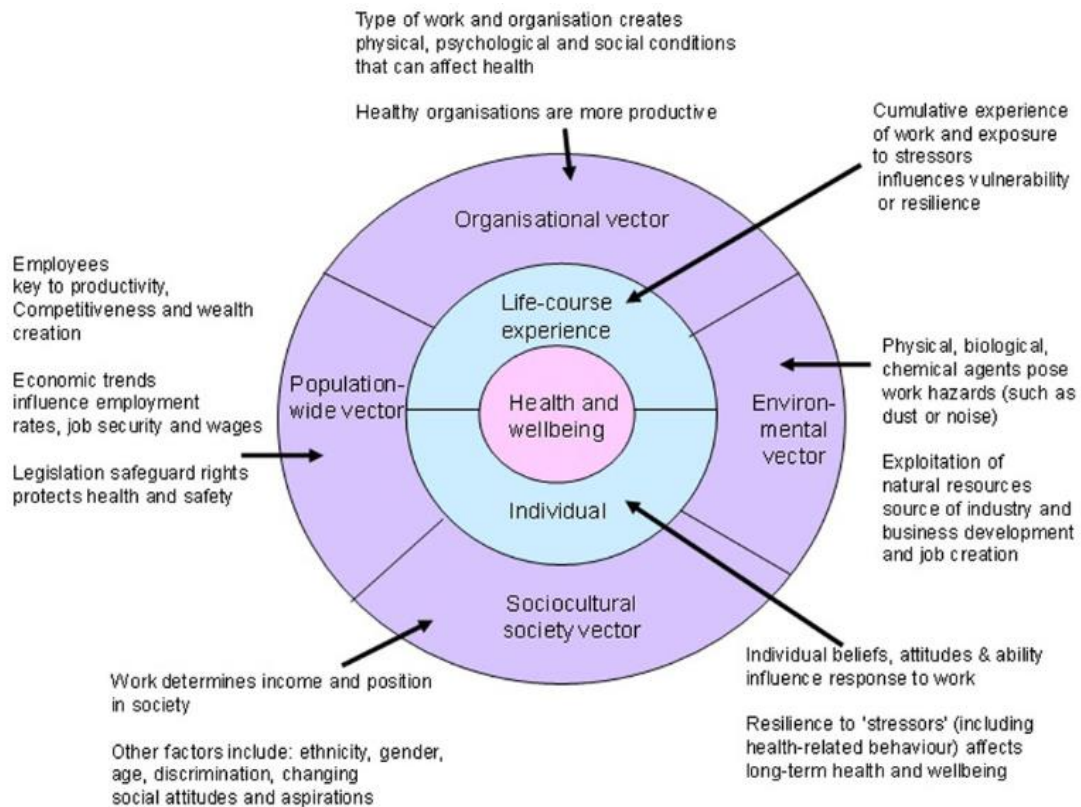 Type of work and organisation creates
physical, psychological and social conditions
that can affect health
Healthy organisations are more productive
Cumulative experience
of work and exposure
to stressors
influences vulnerability
or resilience
Organisational vector
Employees
key to productivity,
Competitiveness and wealth
creation
Economic trends
influence employment
rates, job security and wages
Legislation safeguard rights
protects health and safety
Life-course
experience
Population-
wide vector
Health and
wellbeing
Environ-
mental
vector
Physical, biological,
chemical agents pose
work hazards (such as
dust or noise)
Exploitation of
natural resources
source of industry and
business development
and job creation
Individual
Sociocultural
society vector
Work determines income and position
in society
Other factors include: ethnicity, gender,
age, discrimination, changing
social attitudes and aspirations
Individual beliefs, attitudes & ability
influence response to work
Resilience to 'stressors' (including
health-related behaviour) affects
long-term health and wellbeing